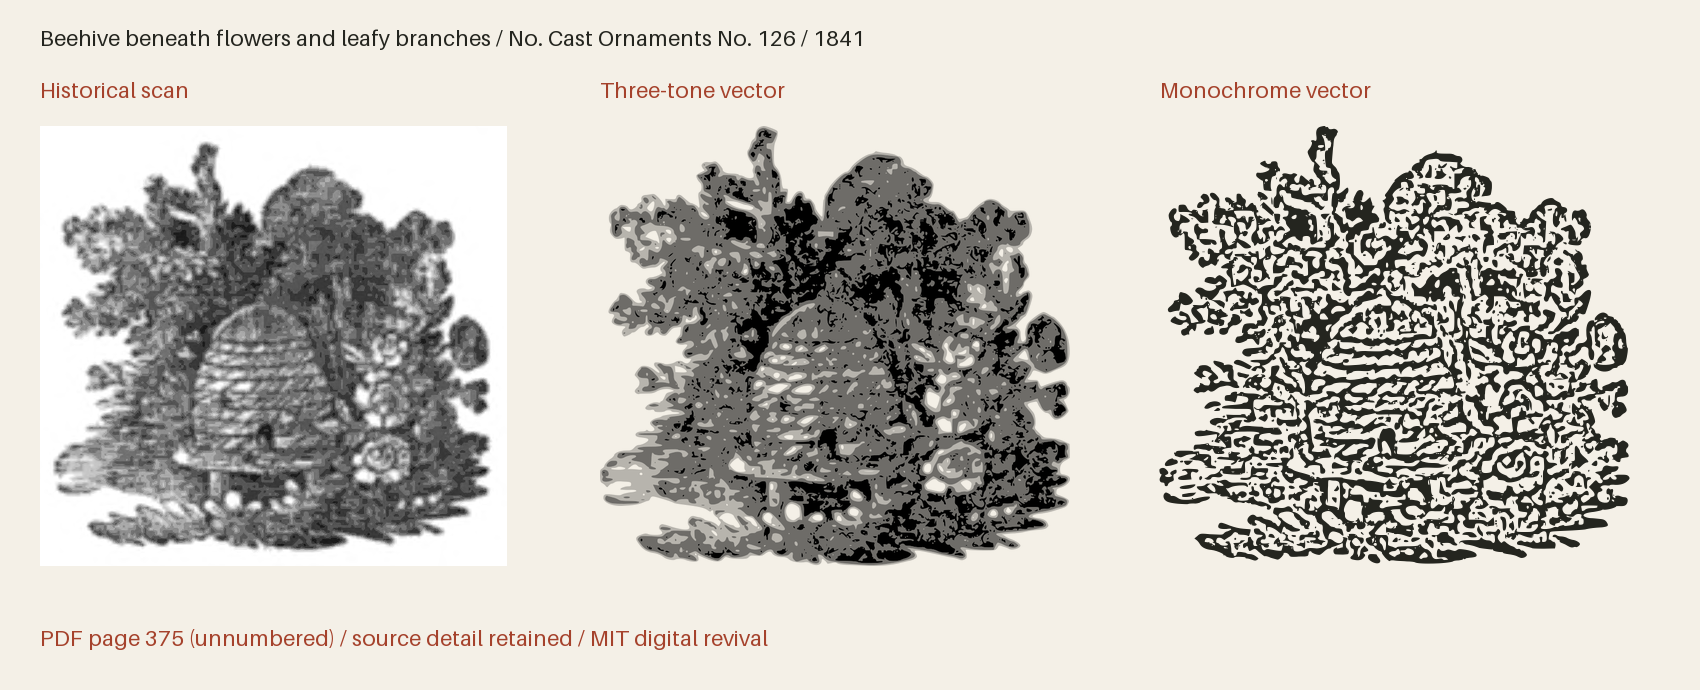 Beehive beneath flowers and leafy branches / No. Cast Ornaments No. 126 / 1841
Historical scan
Three-tone vector
Monochrome vector
PDF page 375 (unnumbered) / source detail retained / MIT digital revival